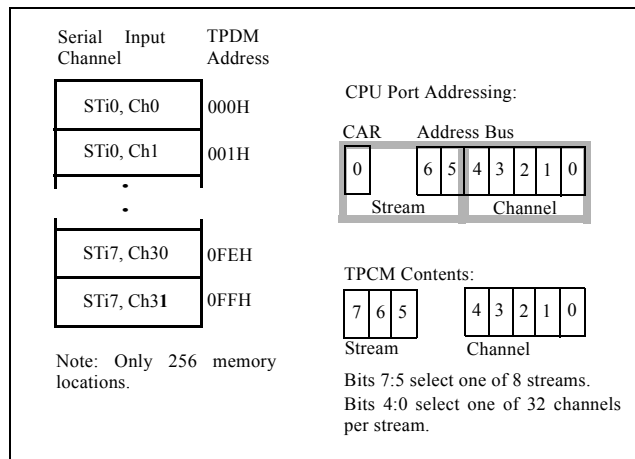 Serial Input Channel
TPDM Address
STi0, Ch0
000H
STi0, Ch1
001H
STi7, Ch30
0FEH
STi7, Ch31
0FFH
Note: Only 256 memory
locations.
CPU Port Addressing:
CAR Address Bus
0 6 5 4 3 2 1 0
Stream Channel
TPCM Contents:
7 6 5 4 3 2 1 0
Stream Channel
Bits 7:5 select one of 8 streams.
Bits 4:0 select one of 32 channels
per stream.